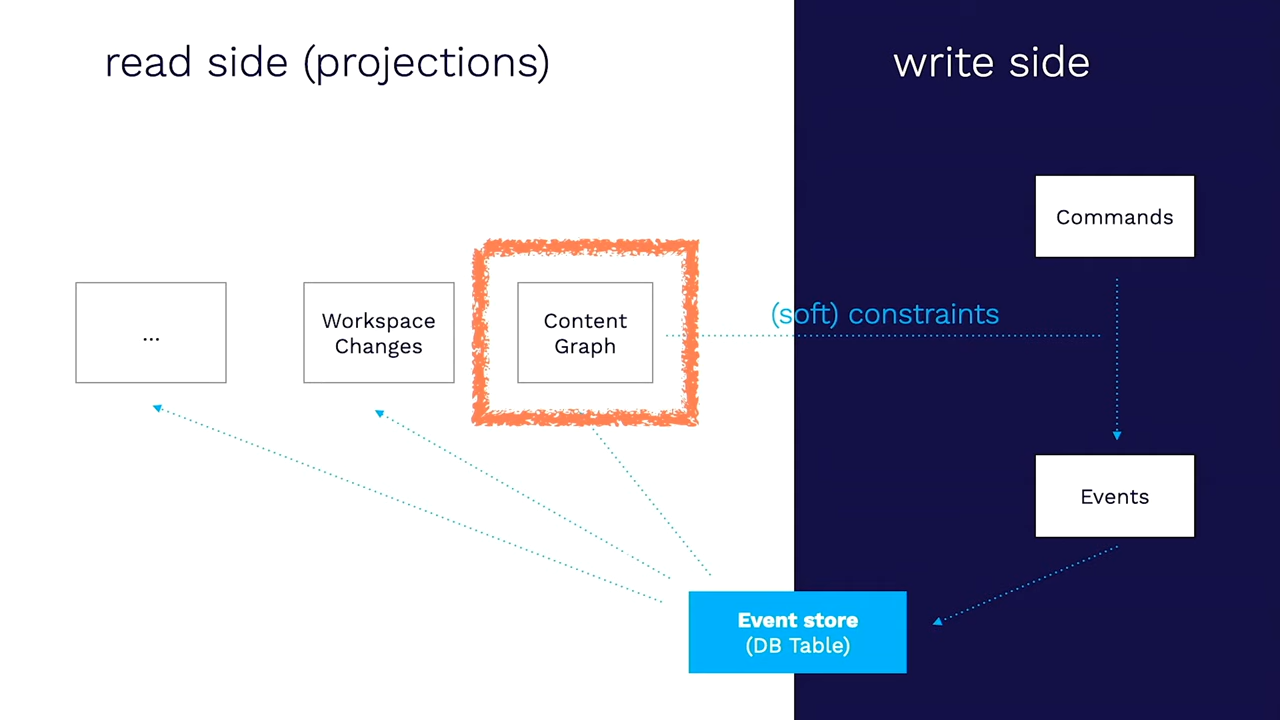 read side (projections)
write side
Commands
(soft) constraints
...
Workspace
Changes
Content
Graph
Events
Event store
(DB Table)